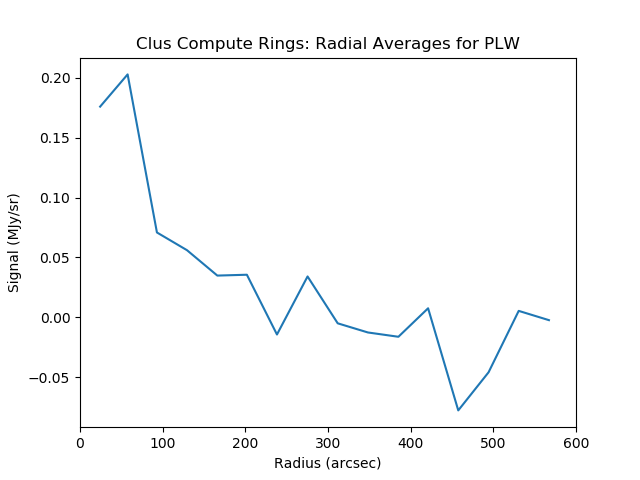 Clus Compute Rings: Radial Averages for PLW
0.20
0.15
0.10
0.05
0.00
−0.05
Signal (MJy/sr)
0 100 200 300 400 500 600
Radius (arcsec)